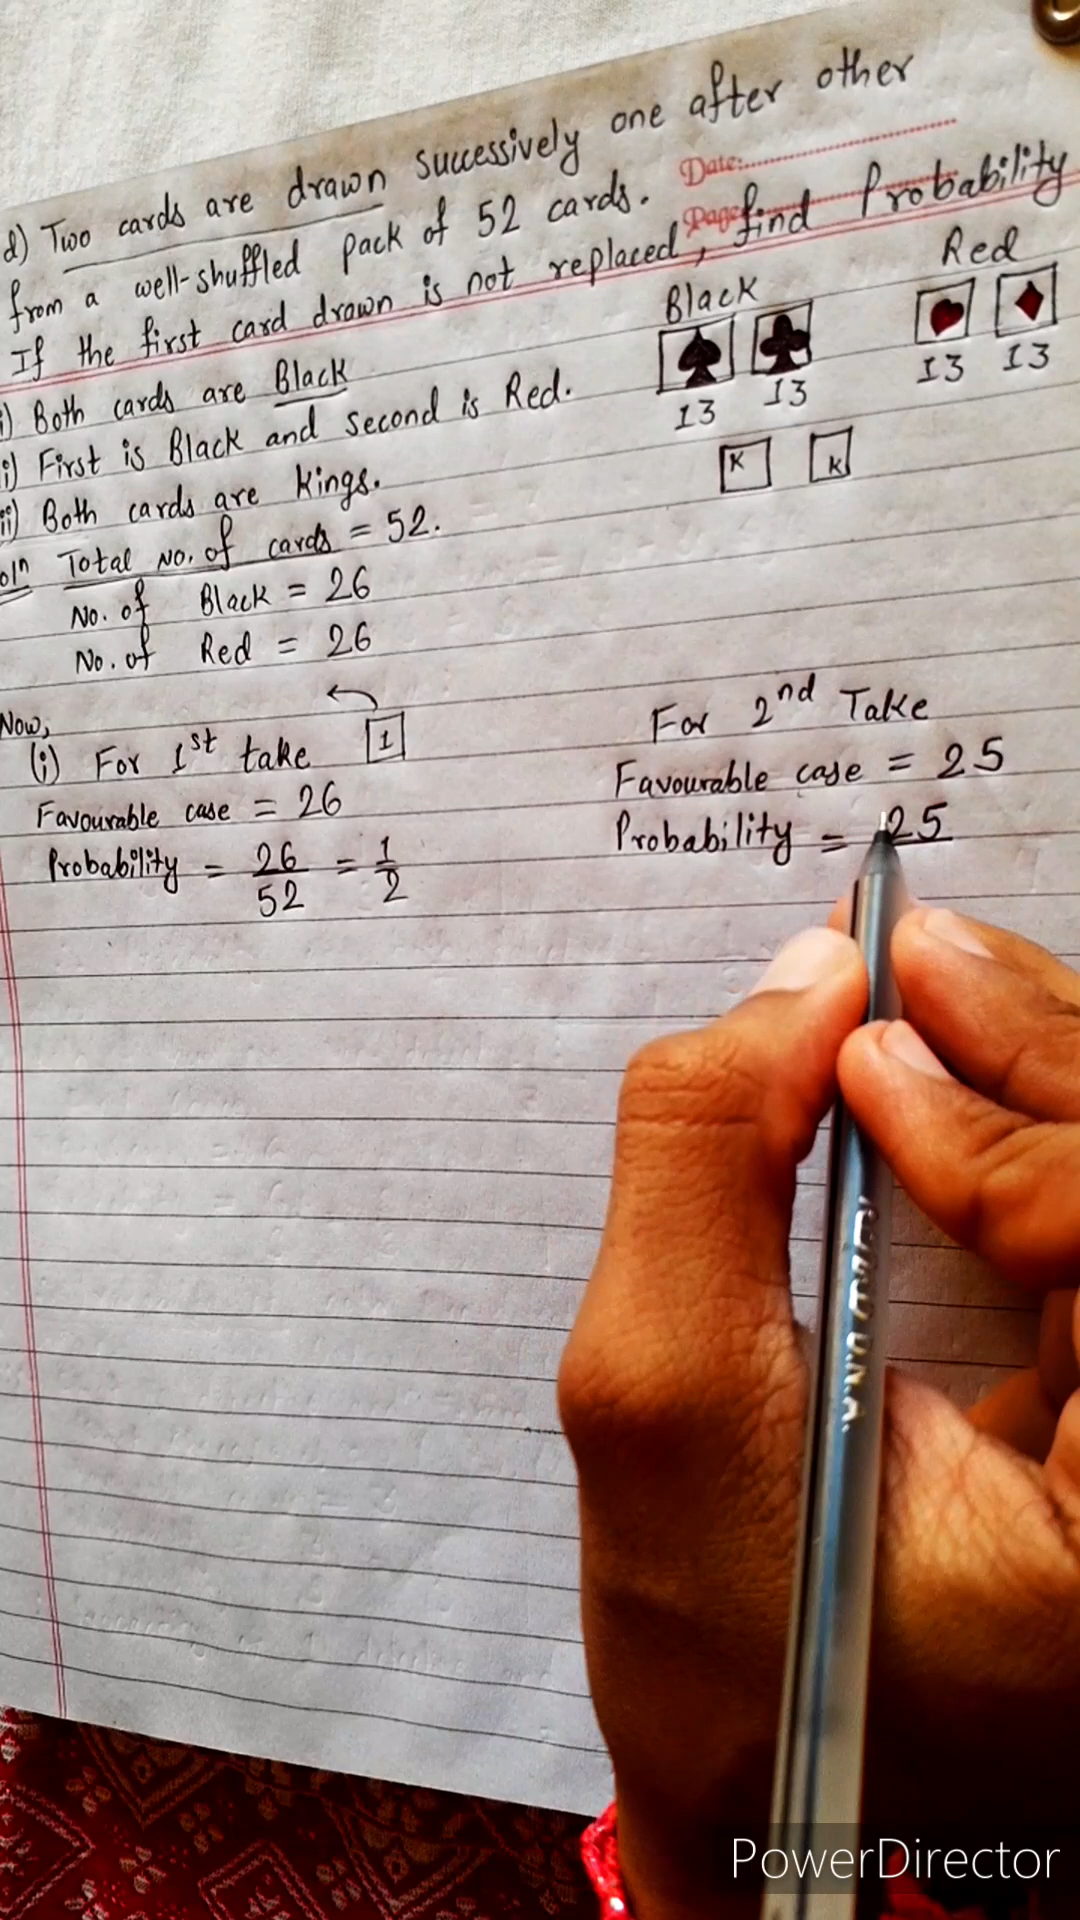 d) Two cards are drawn successively one after other
Date:
from a well-shuffled pack of 52 cards.
Page
If the first card drawn is not replaced, find Probability
i) Both cards are Black
i) First is Black and second is Red.
ii) Both cards are Kings.
Black
Red
13 13
13 13
K K
oln Total No. of cards = 52.
No. of Black = 26
No. of Red = 26
Now,
(i) For 1st take 1
Favourable case = 26
Probability = 26/52 = 1/2
For 2nd Take
Favourable case = 25
Probability = 25
PowerDirector